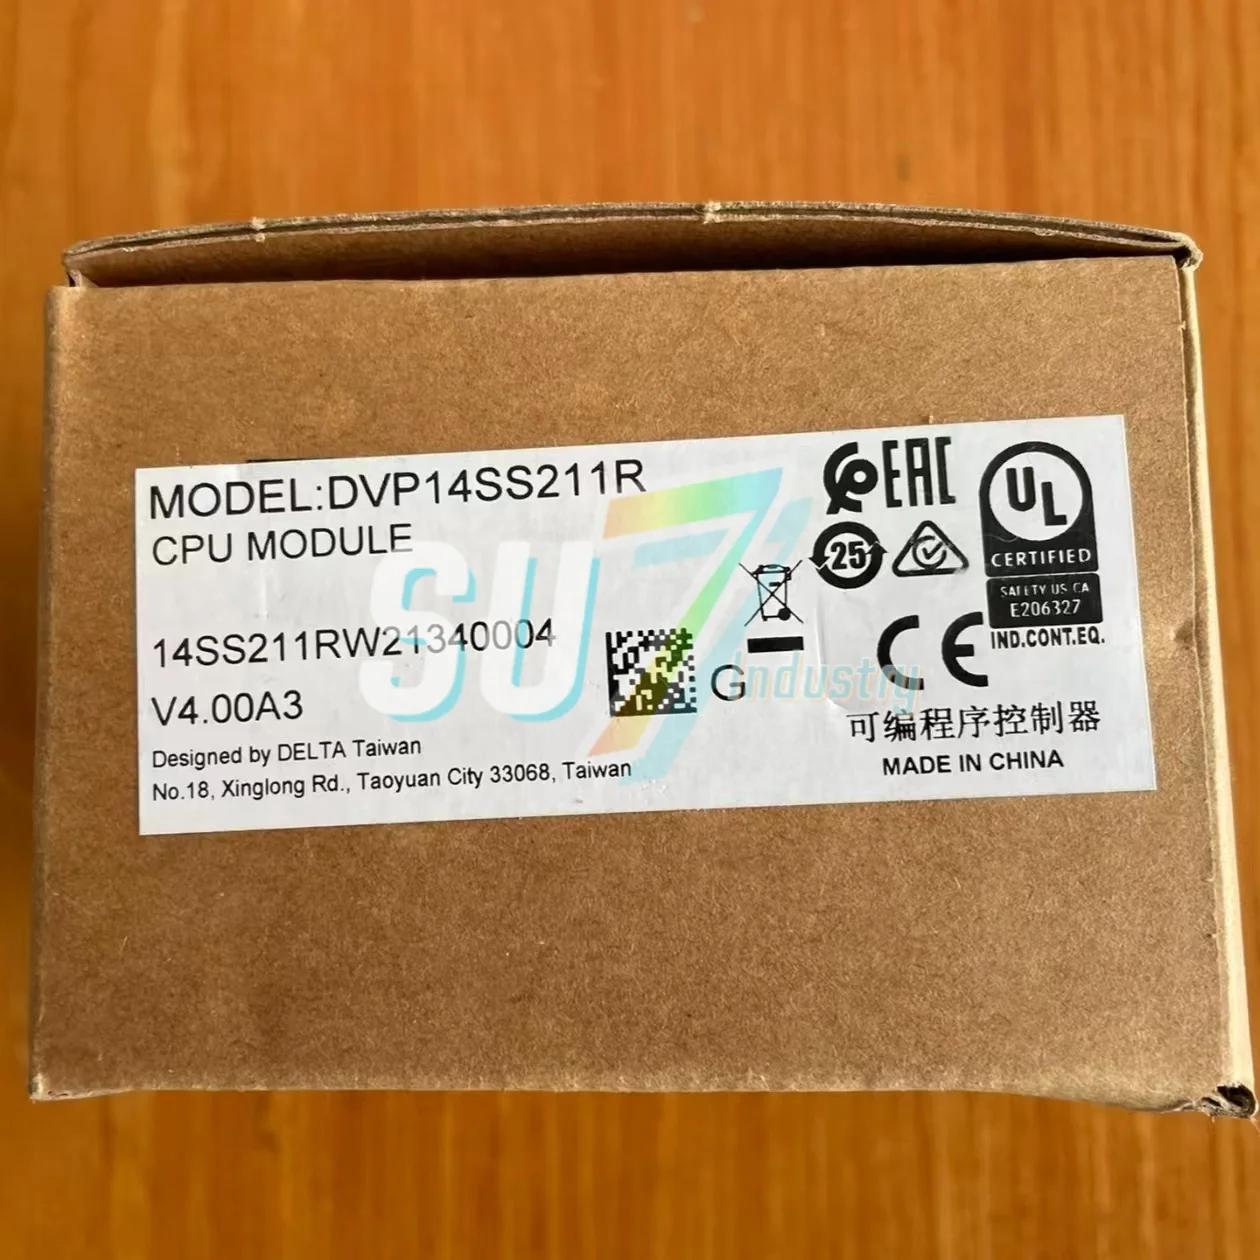 MODEL:DVP14SS211R
CPU MODULE
14SS211RW21340004
V4.00A3
Designed by DELTA Taiwan
No.18, Xinglong Rd., Taoyuan City 33068, Taiwan
G
EAC
25
UL
CERTIFIED
SAFETY US CA
E206327
IND.CONT.EQ.
CE
可编程序控制器
MADE IN CHINA
SU7
Industry